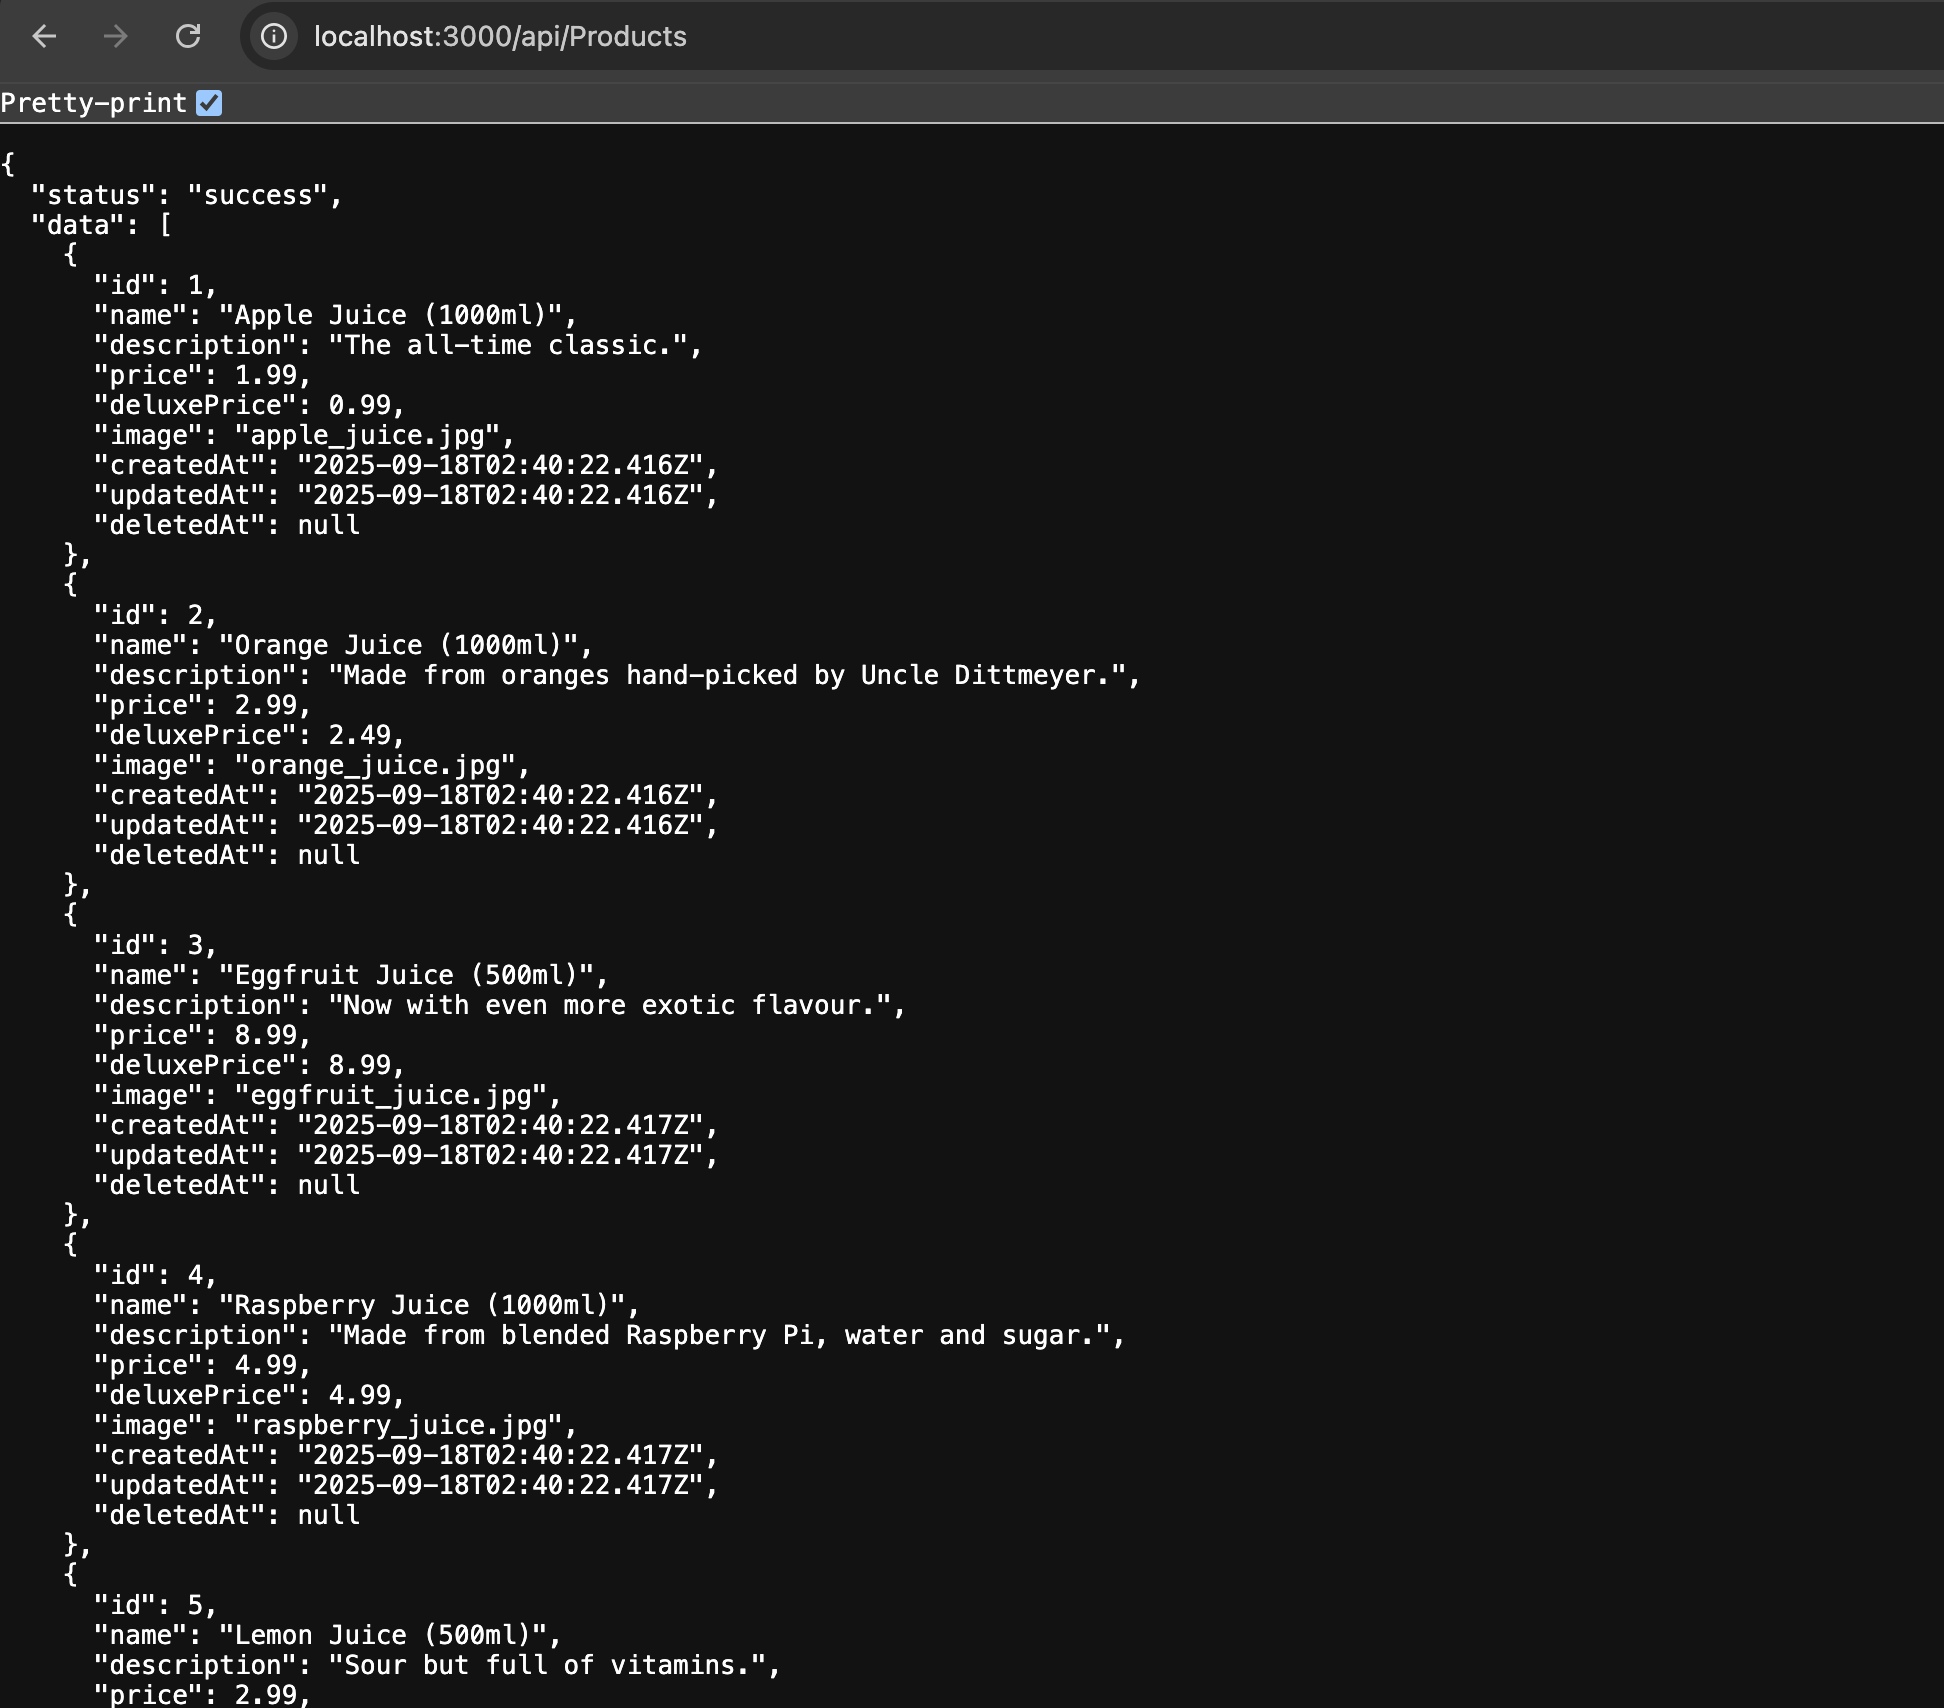 localhost:3000/api/Products
Pretty-print
{
  "status": "success",
  "data": [
    {
      "id": 1,
      "name": "Apple Juice (1000ml)",
      "description": "The all-time classic.",
      "price": 1.99,
      "deluxePrice": 0.99,
      "image": "apple_juice.jpg",
      "createdAt": "2025-09-18T02:40:22.416Z",
      "updatedAt": "2025-09-18T02:40:22.416Z",
      "deletedAt": null
    },
    {
      "id": 2,
      "name": "Orange Juice (1000ml)",
      "description": "Made from oranges hand-picked by Uncle Dittmeyer.",
      "price": 2.99,
      "deluxePrice": 2.49,
      "image": "orange_juice.jpg",
      "createdAt": "2025-09-18T02:40:22.416Z",
      "updatedAt": "2025-09-18T02:40:22.416Z",
      "deletedAt": null
    },
    {
      "id": 3,
      "name": "Eggfruit Juice (500ml)",
      "description": "Now with even more exotic flavour.",
      "price": 8.99,
      "deluxePrice": 8.99,
      "image": "eggfruit_juice.jpg",
      "createdAt": "2025-09-18T02:40:22.417Z",
      "updatedAt": "2025-09-18T02:40:22.417Z",
      "deletedAt": null
    },
    {
      "id": 4,
      "name": "Raspberry Juice (1000ml)",
      "description": "Made from blended Raspberry Pi, water and sugar.",
      "price": 4.99,
      "deluxePrice": 4.99,
      "image": "raspberry_juice.jpg",
      "createdAt": "2025-09-18T02:40:22.417Z",
      "updatedAt": "2025-09-18T02:40:22.417Z",
      "deletedAt": null
    },
    {
      "id": 5,
      "name": "Lemon Juice (500ml)",
      "description": "Sour but full of vitamins.",
      "price": 2.99,